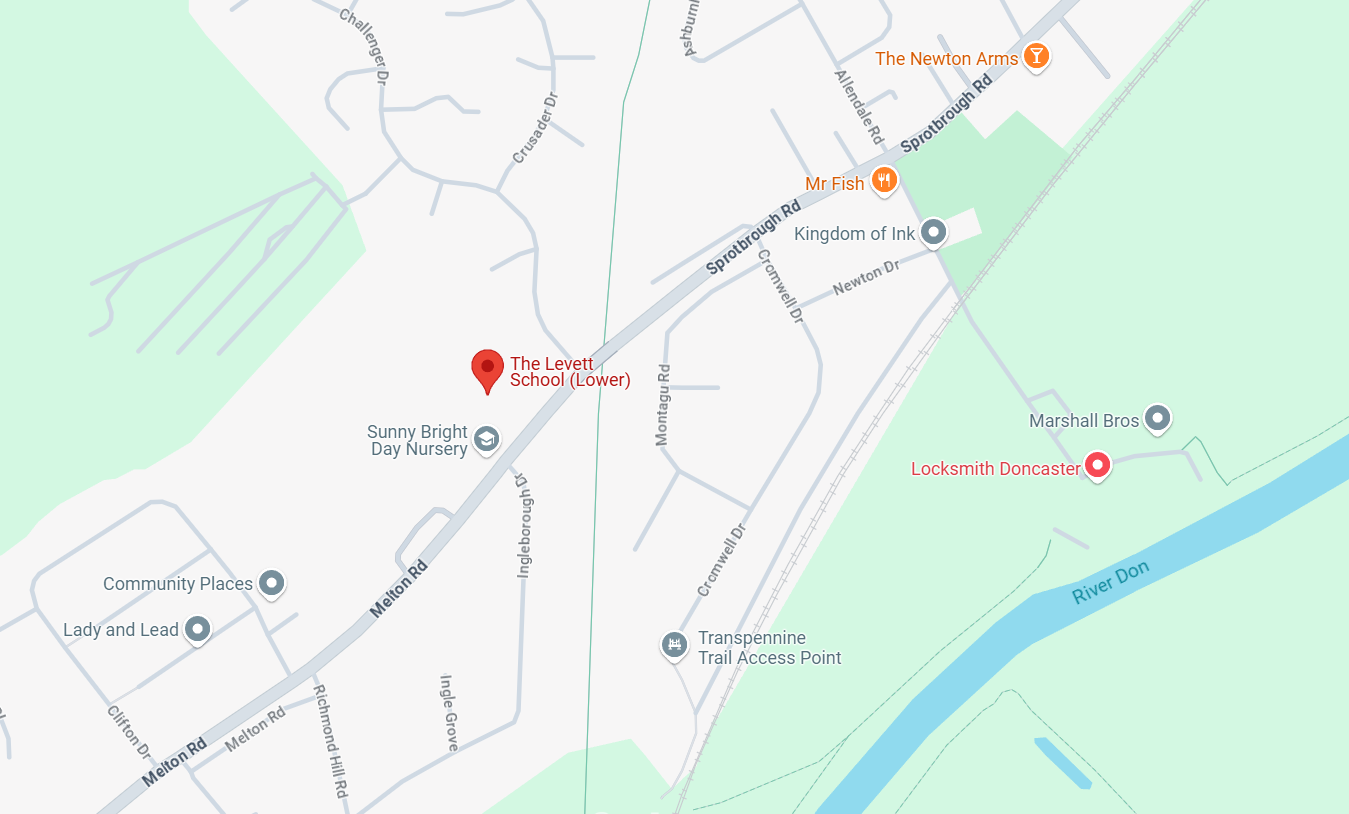 Challenger Dr
Ashburnl
The Newton Arms
Allendale Rd
Sprotbrough Rd
Crusader Dr
Mr Fish
Sprotbrough Rd
Kingdom of Ink
Cromwell Dr
Newton Dr
The Levett
School (Lower)
Montagu Rd
Marshall Bros
Sunny Bright
Day Nursery
Locksmith Doncaster
Ingleborough Dr
Cromwell Dr
River Don
Community Places
Melton Rd
Lady and Lead
Transpennine
Trail Access Point
Ingle Grove
Richmond Hill Rd
Clifton Dr
Melton Rd
Melton Rd